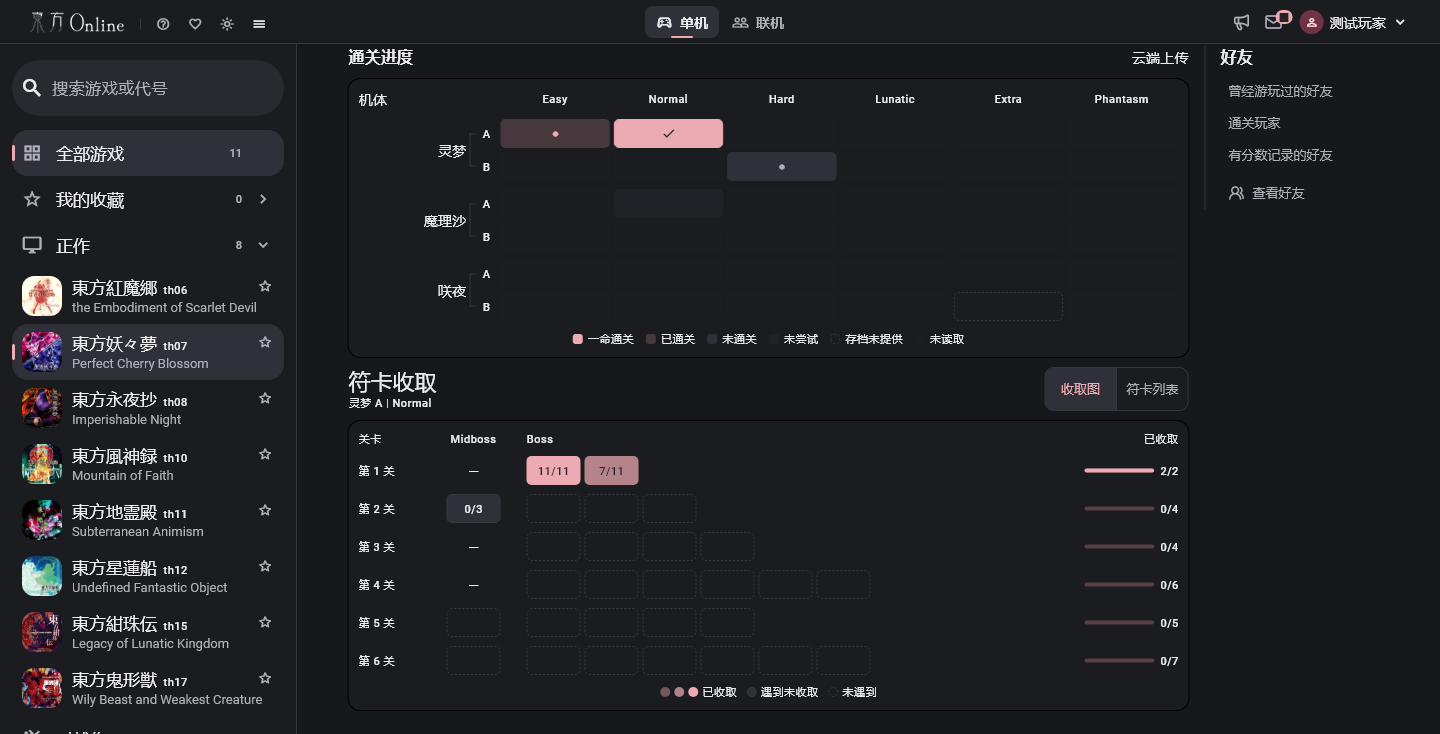 東方Online
单机
联机
测试玩家
搜索游戏或代号
全部游戏 11
我的收藏 0
正作 8
東方紅魔郷 th06
the Embodiment of Scarlet Devil
東方妖々夢 th07
Perfect Cherry Blossom
東方永夜抄 th08
Imperishable Night
東方風神録 th10
Mountain of Faith
東方地霊殿 th11
Subterranean Animism
東方星蓮船 th12
Undefined Fantastic Object
東方紺珠伝 th15
Legacy of Lunatic Kingdom
東方鬼形獣 th17
Wily Beast and Weakest Creature
通关进度 云端上传
机体 Easy Normal Hard Lunatic Extra Phantasm
灵梦
A
B
魔理沙
A
B
咲夜
A
B
一命通关 已通关 未通关 未尝试 存档未提供 未读取
符卡收取
灵梦 A | Normal
收取图 符卡列表
关卡 Midboss Boss 已收取
第 1 关 — 11/11 7/11 2/2
第 2 关 0/3 0/4
第 3 关 — 0/4
第 4 关 — 0/6
第 5 关 0/5
第 6 关 0/7
已收取 遇到未收取 未遇到
好友
曾经游玩过的好友
通关玩家
有分数记录的好友
查看好友